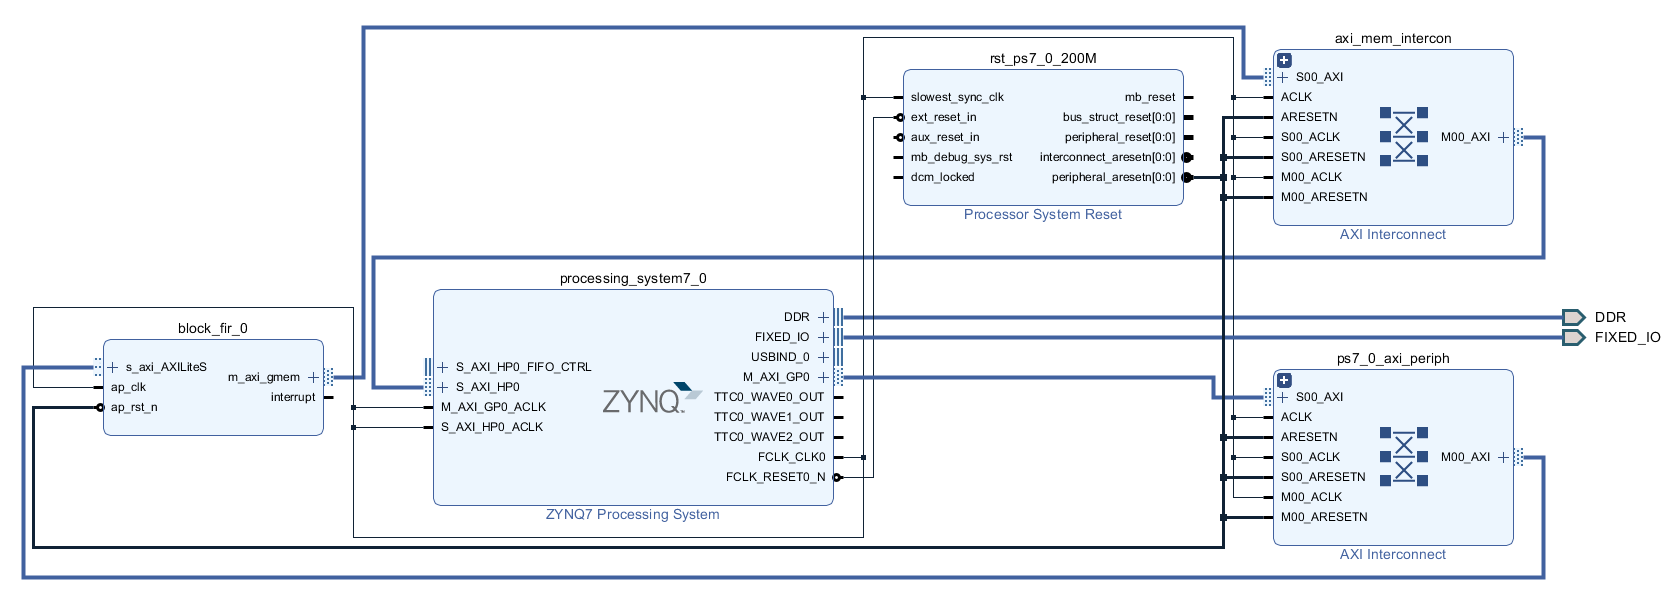 axi_mem_intercon
S00_AXI
ACLK
ARESETN
S00_ACLK
S00_ARESETN
M00_ACLK
M00_ARESETN
M00_AXI
AXI Interconnect
rst_ps7_0_200M
slowest_sync_clk
ext_reset_in
aux_reset_in
mb_debug_sys_rst
dcm_locked
mb_reset
bus_struct_reset[0:0]
peripheral_reset[0:0]
interconnect_aresetn[0:0]
peripheral_aresetn[0:0]
Processor System Reset
processing_system7_0
S_AXI_HP0_FIFO_CTRL
S_AXI_HP0
M_AXI_GP0_ACLK
S_AXI_HP0_ACLK
ZYNQ
DDR
FIXED_IO
USBIND_0
M_AXI_GP0
TTC0_WAVE0_OUT
TTC0_WAVE1_OUT
TTC0_WAVE2_OUT
FCLK_CLK0
FCLK_RESET0_N
ZYNQ7 Processing System
block_fir_0
s_axi_AXILiteS
ap_clk
ap_rst_n
m_axi_gmem
interrupt
DDR
FIXED_IO
ps7_0_axi_periph
S00_AXI
ACLK
ARESETN
S00_ACLK
S00_ARESETN
M00_ACLK
M00_ARESETN
M00_AXI
AXI Interconnect